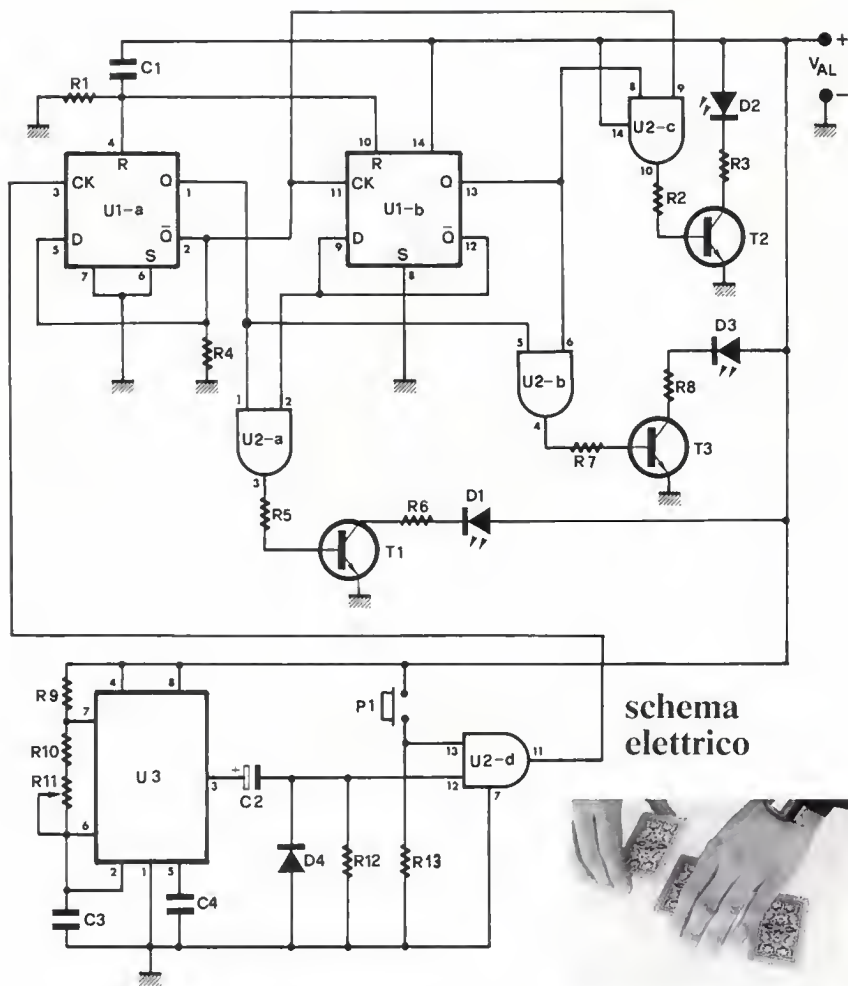 +
C1
VAL
R1
−
4
10
14
8
9
14
U2-c
D2
R
R
3
CK
Q
1
11
CK
Q
13
10
R2
R3
U1-a
U1-b
T2
5
D
Q̅
2
9
D
Q̅
12
S
S
7
6
8
R4
5
6
D3
U2-b
R8
1
2
U2-a
4
R7
T3
3
R5
R6
D1
T1
R9
4
8
P1
schema
elettrico
7
R10
13
U2-d
11
U3
R11
3
+
C2
12
7
6
D4
R12
R13
2
1
5
C3
C4